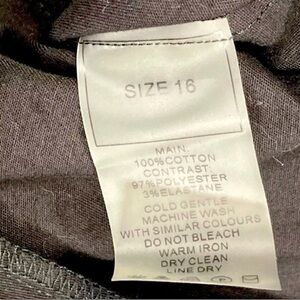 SIZE 16
MAIN:
100%COTTON
CONTRAST:
97%POLYESTER
3%ELASTANE
COLD GENTLE
MACHINE WASH
WITH SIMILAR COLOURS
DO NOT BLEACH
WARM IRON
DRY CLEAN
LINE DRY